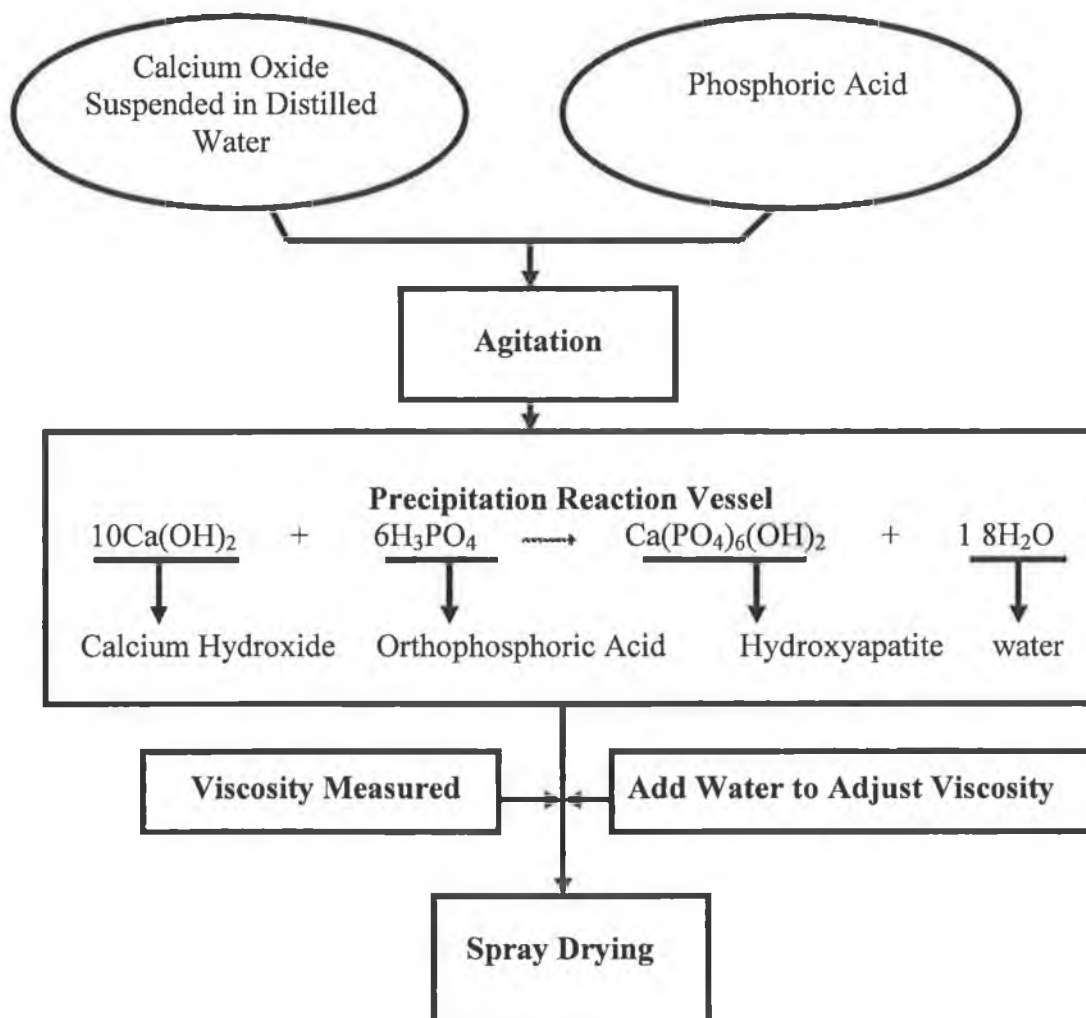 Calcium Oxide
Suspended in Distilled
Water
Phosphoric Acid
Agitation
Precipitation Reaction Vessel
10Ca(OH)₂ + 6H₃PO₄ → Ca(PO₄)₆(OH)₂ + 1 8H₂O
Calcium Hydroxide Orthophosphoric Acid Hydroxyapatite water
Viscosity Measured
Add Water to Adjust Viscosity
Spray Drying